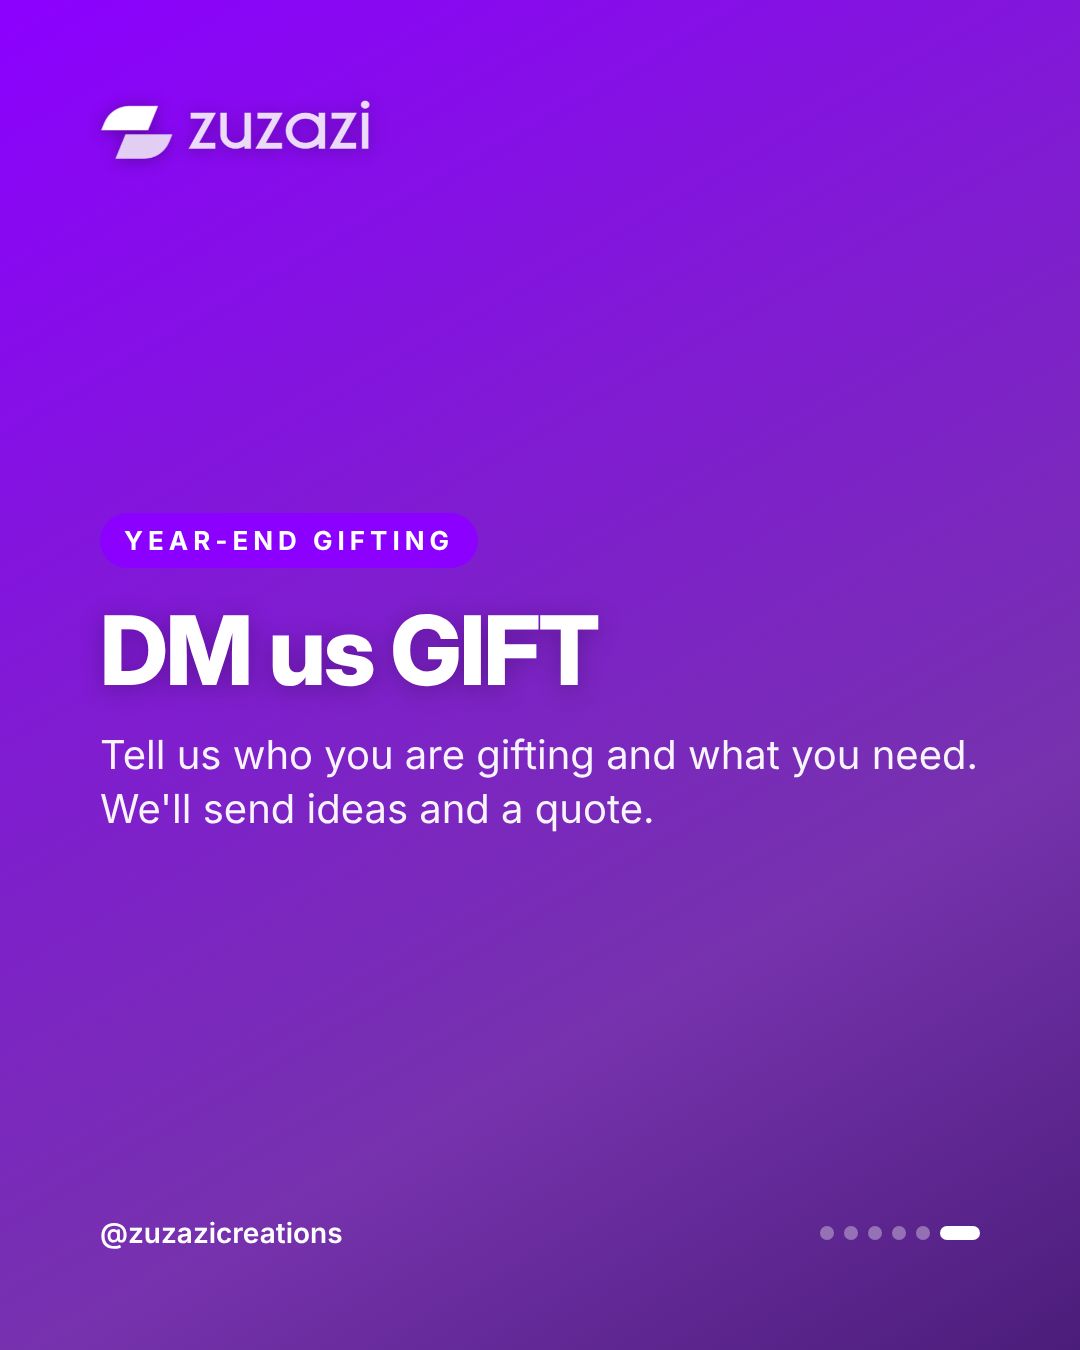 zuzazi
YEAR-END GIFTING
DM us GIFT
Tell us who you are gifting and what you need.
We'll send ideas and a quote.
@zuzazicreations